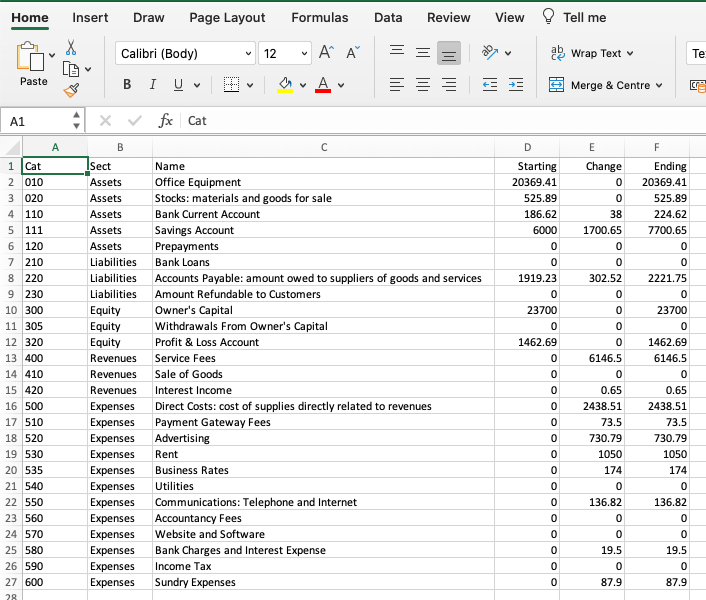 Home Insert Draw Page Layout Formulas Data Review View Tell me
Paste Calibri (Body) 12 A^ A˅ ab Wrap Text
B I U A Merge & Centre
A1 fx Cat
A B C D E F
1 Cat Sect Name Starting Change Ending
2 010 Assets Office Equipment 20369.41 0 20369.41
3 020 Assets Stocks: materials and goods for sale 525.89 0 525.89
4 110 Assets Bank Current Account 186.62 38 224.62
5 111 Assets Savings Account 6000 1700.65 7700.65
6 120 Assets Prepayments 0 0 0
7 210 Liabilities Bank Loans 0 0 0
8 220 Liabilities Accounts Payable: amount owed to suppliers of goods and services 1919.23 302.52 2221.75
9 230 Liabilities Amount Refundable to Customers 0 0 0
10 300 Equity Owner's Capital 23700 0 23700
11 305 Equity Withdrawals From Owner's Capital 0 0 0
12 320 Equity Profit & Loss Account 1462.69 0 1462.69
13 400 Revenues Service Fees 0 6146.5 6146.5
14 410 Revenues Sale of Goods 0 0 0
15 420 Revenues Interest Income 0 0.65 0.65
16 500 Expenses Direct Costs: cost of supplies directly related to revenues 0 2438.51 2438.51
17 510 Expenses Payment Gateway Fees 0 73.5 73.5
18 520 Expenses Advertising 0 730.79 730.79
19 530 Expenses Rent 0 1050 1050
20 535 Expenses Business Rates 0 174 174
21 540 Expenses Utilities 0 0 0
22 550 Expenses Communications: Telephone and Internet 0 136.82 136.82
23 560 Expenses Accountancy Fees 0 0 0
24 570 Expenses Website and Software 0 0 0
25 580 Expenses Bank Charges and Interest Expense 0 19.5 19.5
26 590 Expenses Income Tax 0 0 0
27 600 Expenses Sundry Expenses 0 87.9 87.9
28